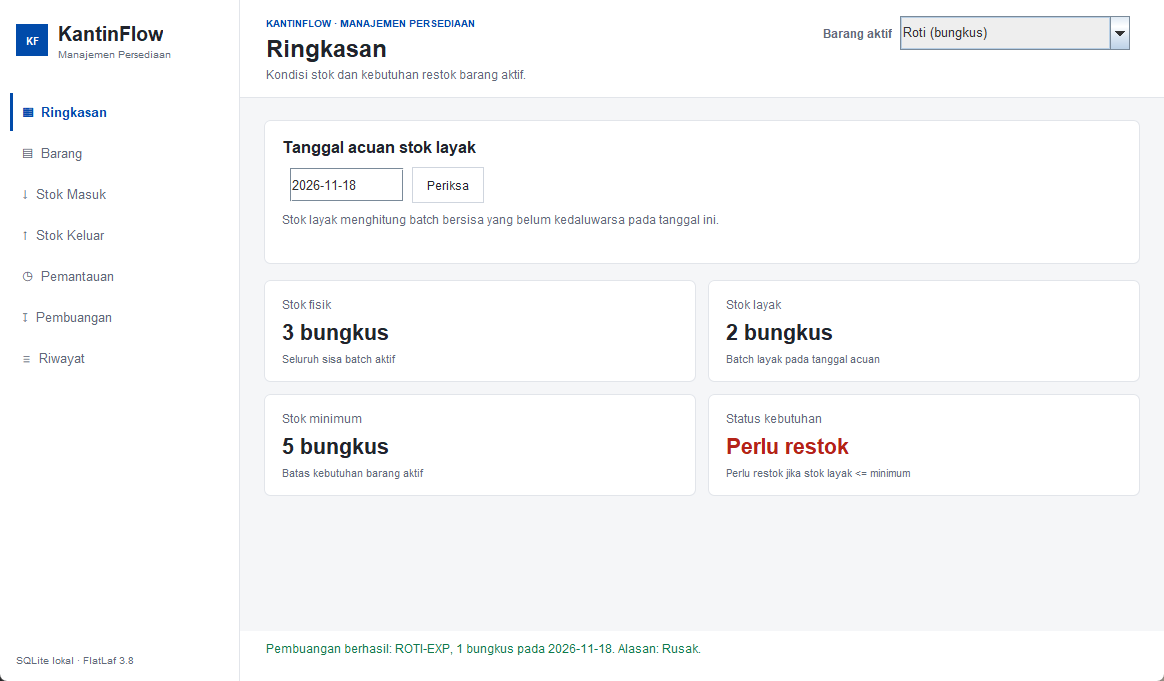 KF
KantinFlow
Manajemen Persediaan
Ringkasan
Barang
Stok Masuk
Stok Keluar
Pemantauan
Pembuangan
Riwayat
SQLite lokal · FlatLaf 3.8
KANTINFLOW · MANAJEMEN PERSEDIAAN
Ringkasan
Kondisi stok dan kebutuhan restok barang aktif.
Barang aktif
Roti (bungkus)
Tanggal acuan stok layak
2026-11-18
Periksa
Stok layak menghitung batch bersisa yang belum kedaluwarsa pada tanggal ini.
Stok fisik
3 bungkus
Seluruh sisa batch aktif
Stok layak
2 bungkus
Batch layak pada tanggal acuan
Stok minimum
5 bungkus
Batas kebutuhan barang aktif
Status kebutuhan
Perlu restok
Perlu restok jika stok layak <= minimum
Pembuangan berhasil: ROTI-EXP, 1 bungkus pada 2026-11-18. Alasan: Rusak.